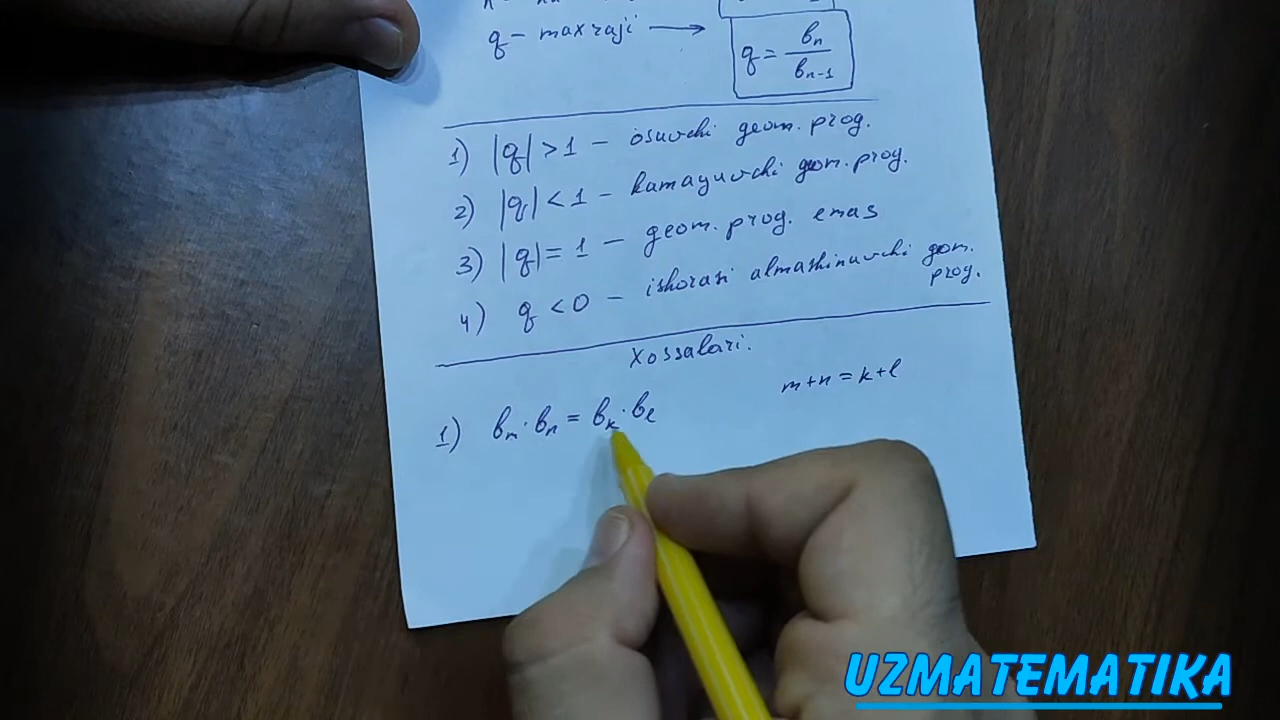 q - maxraji → q = bₙ / bₙ₋₁
1) |q| > 1 - o'suvchi geom. prog.
2) |q| < 1 - kamayuvchi geom. prog.
3) |q| = 1 - geom. prog. emas
4) q < 0 - ishorasi almashinuvchi geom. prog.
Xossalari.
1) bₘ · bₙ = bₖ · bₗ m+n = k+l
UZMATEMATIKA